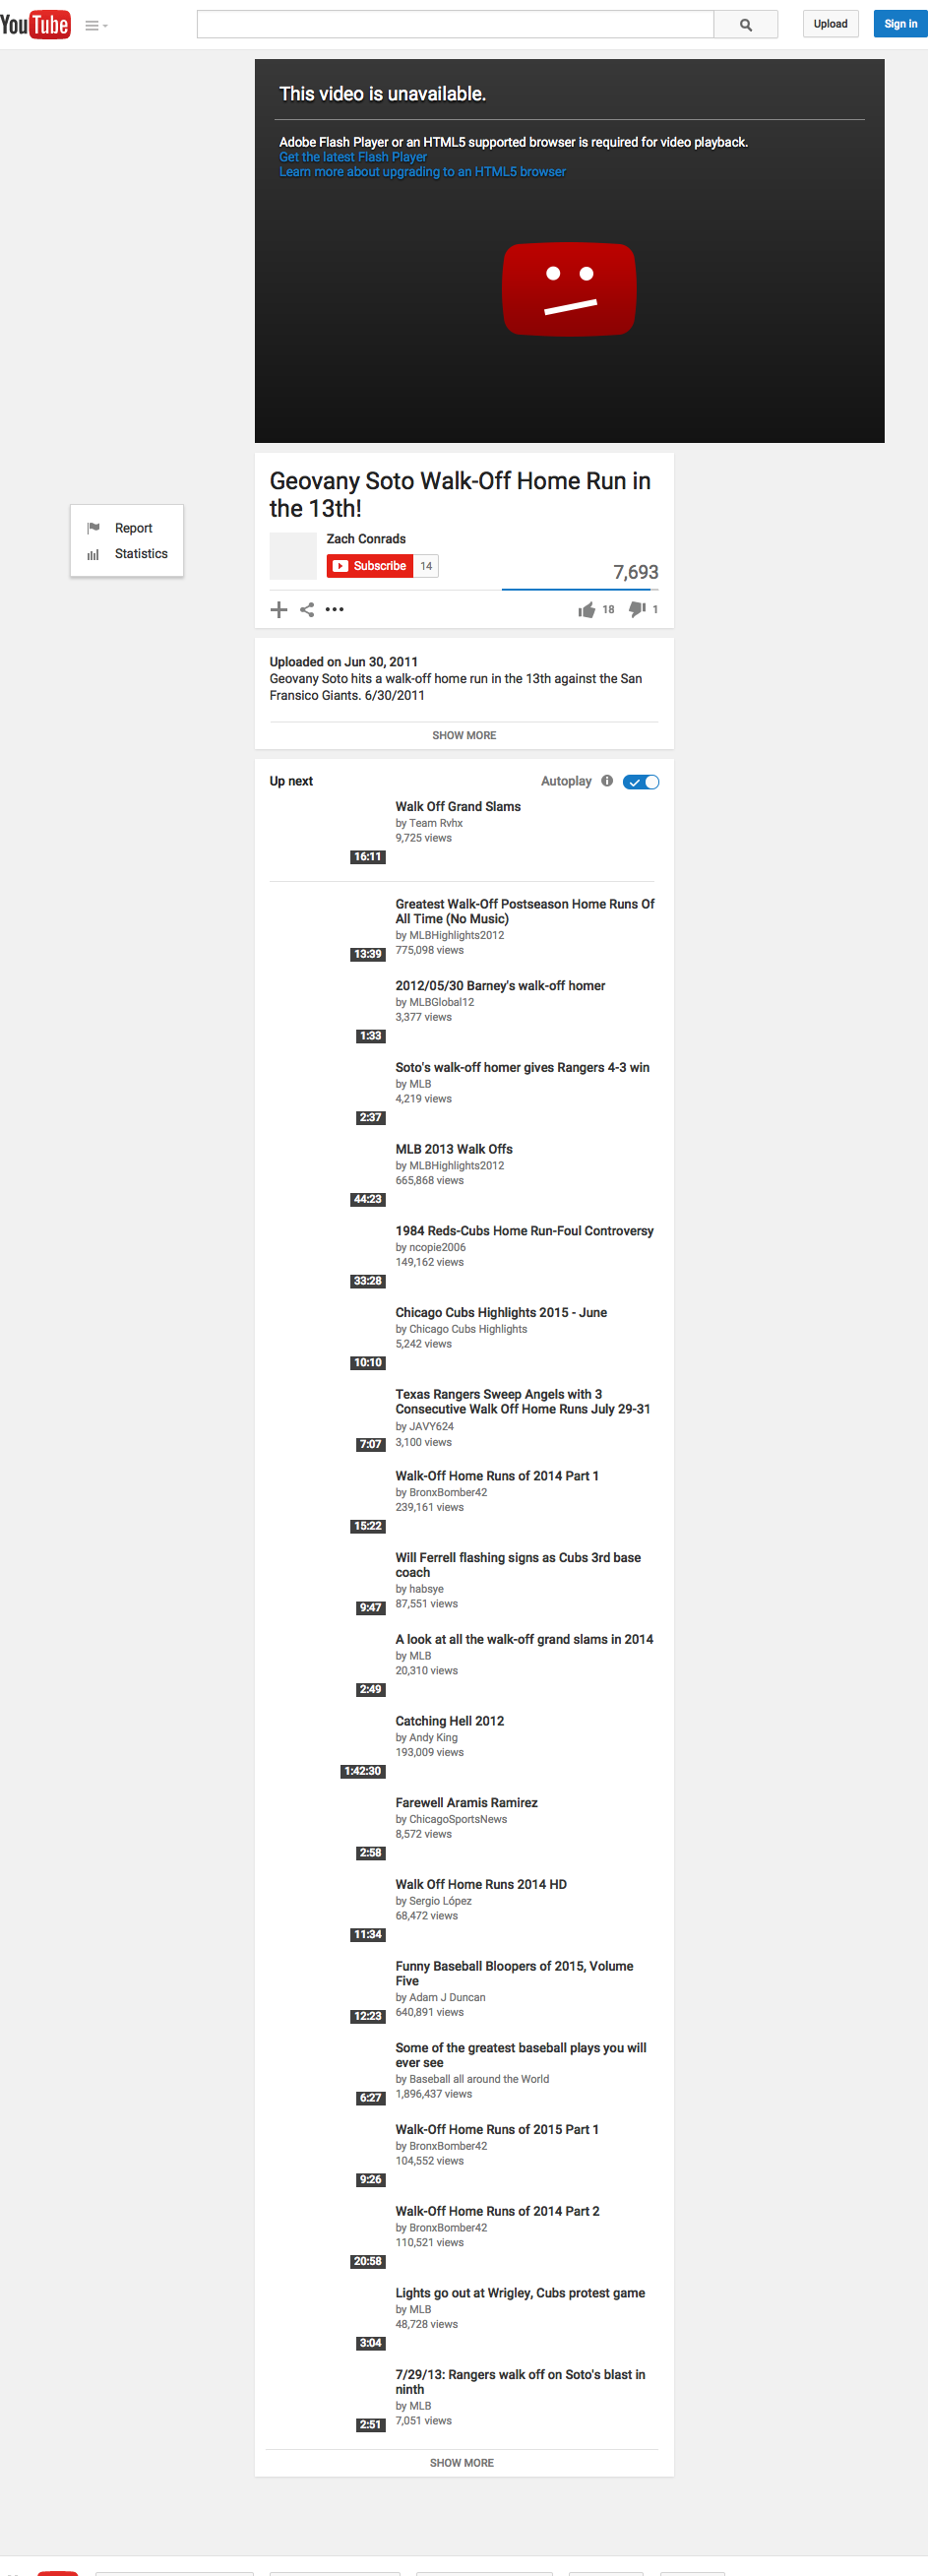 YouTube
Upload
Sign in
This video is unavailable.
Adobe Flash Player or an HTML5 supported browser is required for video playback.
Get the latest Flash Player
Learn more about upgrading to an HTML5 browser
Geovany Soto Walk-Off Home Run in
the 13th!
Report
Statistics
Zach Conrads
Subscribe 14
7,693
18 1
Uploaded on Jun 30, 2011
Geovany Soto hits a walk-off home run in the 13th against the San
Fransico Giants. 6/30/2011
SHOW MORE
Up next
Autoplay
Walk Off Grand Slams
by Team Rvhx
9,725 views
16:11
Greatest Walk-Off Postseason Home Runs Of
All Time (No Music)
by MLBHighlights2012
775,098 views
13:39
2012/05/30 Barney's walk-off homer
by MLBGlobal12
3,377 views
1:33
Soto's walk-off homer gives Rangers 4-3 win
by MLB
4,219 views
2:37
MLB 2013 Walk Offs
by MLBHighlights2012
665,868 views
44:23
1984 Reds-Cubs Home Run-Foul Controversy
by ncopie2006
149,162 views
33:28
Chicago Cubs Highlights 2015 - June
by Chicago Cubs Highlights
5,242 views
10:10
Texas Rangers Sweep Angels with 3
Consecutive Walk Off Home Runs July 29-31
by JAVY624
3,100 views
7:07
Walk-Off Home Runs of 2014 Part 1
by BronxBomber42
239,161 views
15:22
Will Ferrell flashing signs as Cubs 3rd base
coach
by habsye
87,551 views
9:47
A look at all the walk-off grand slams in 2014
by MLB
20,310 views
2:49
Catching Hell 2012
by Andy King
193,009 views
1:42:30
Farewell Aramis Ramirez
by ChicagoSportsNews
8,572 views
2:58
Walk Off Home Runs 2014 HD
by Sergio López
68,472 views
11:34
Funny Baseball Bloopers of 2015, Volume
Five
by Adam J Duncan
640,891 views
12:23
Some of the greatest baseball plays you will
ever see
by Baseball all around the World
1,896,437 views
6:27
Walk-Off Home Runs of 2015 Part 1
by BronxBomber42
104,552 views
9:26
Walk-Off Home Runs of 2014 Part 2
by BronxBomber42
110,521 views
20:58
Lights go out at Wrigley, Cubs protest game
by MLB
48,728 views
3:04
7/29/13: Rangers walk off on Soto's blast in
ninth
by MLB
7,051 views
2:51
SHOW MORE